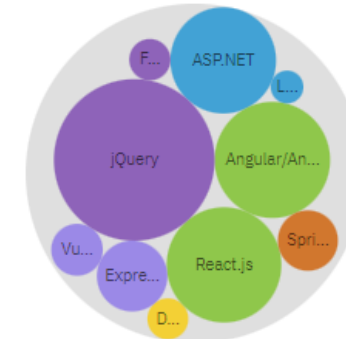 F...
ASP.NET
L...
jQuery
Angular/An...
Vu...
Expre...
React.js
Spri...
D...